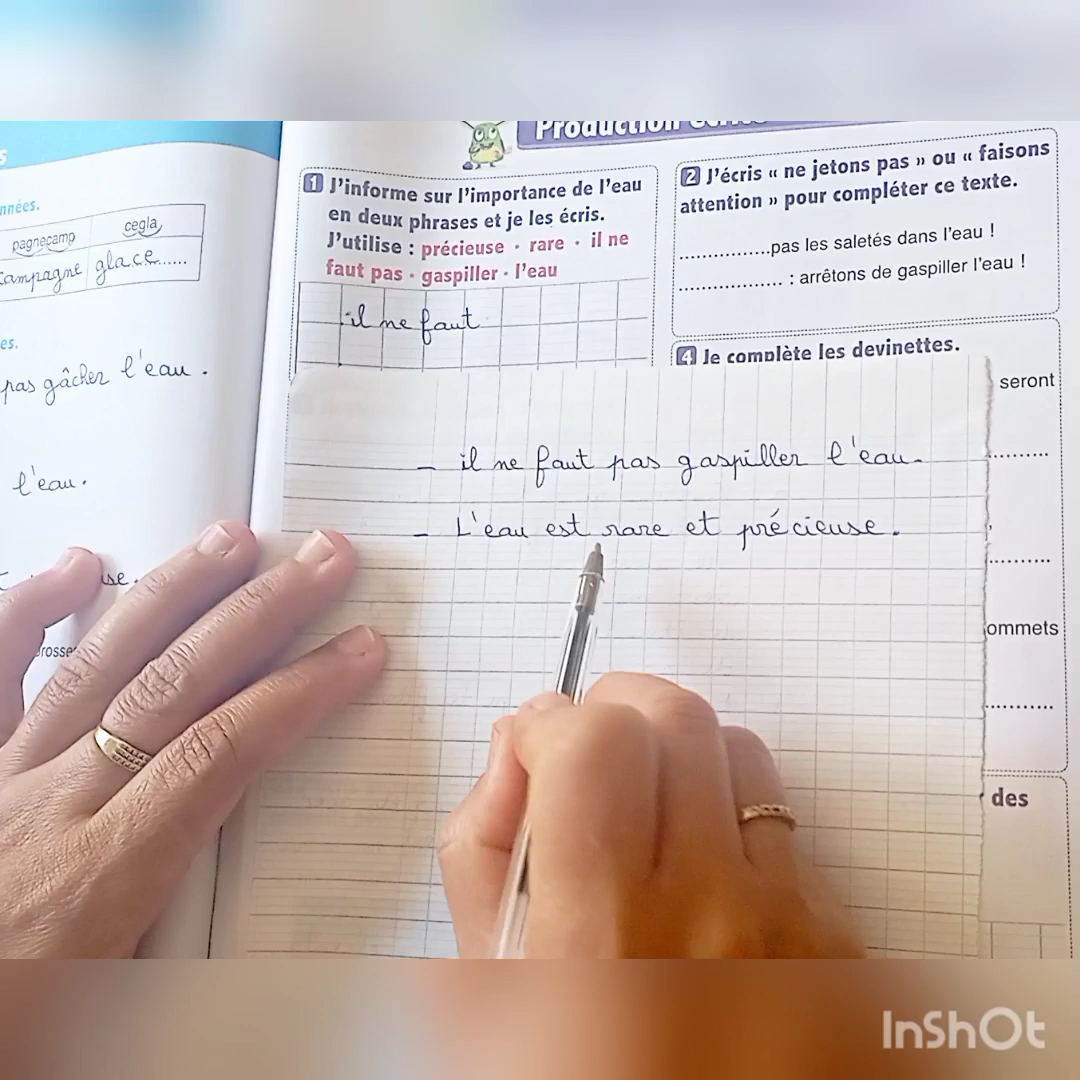 s
nnées.
pagnecamp cegla
campagne glace......
es.
pas gâcher l'eau.
l'eau.
se.
rosse
Production
1 J'informe sur l'importance de l'eau
en deux phrases et je les écris.
J'utilise : précieuse · rare · il ne
faut pas · gaspiller · l'eau
il ne faut
2 J'écris « ne jetons pas » ou « faisons
attention » pour compléter ce texte.
..................pas les saletés dans l'eau !
.................... : arrêtons de gaspiller l'eau !
4 Je complète les devinettes.
seront
ommets
des
- il ne faut pas gaspiller l'eau.
- L'eau est rare et précieuse.
InShOt